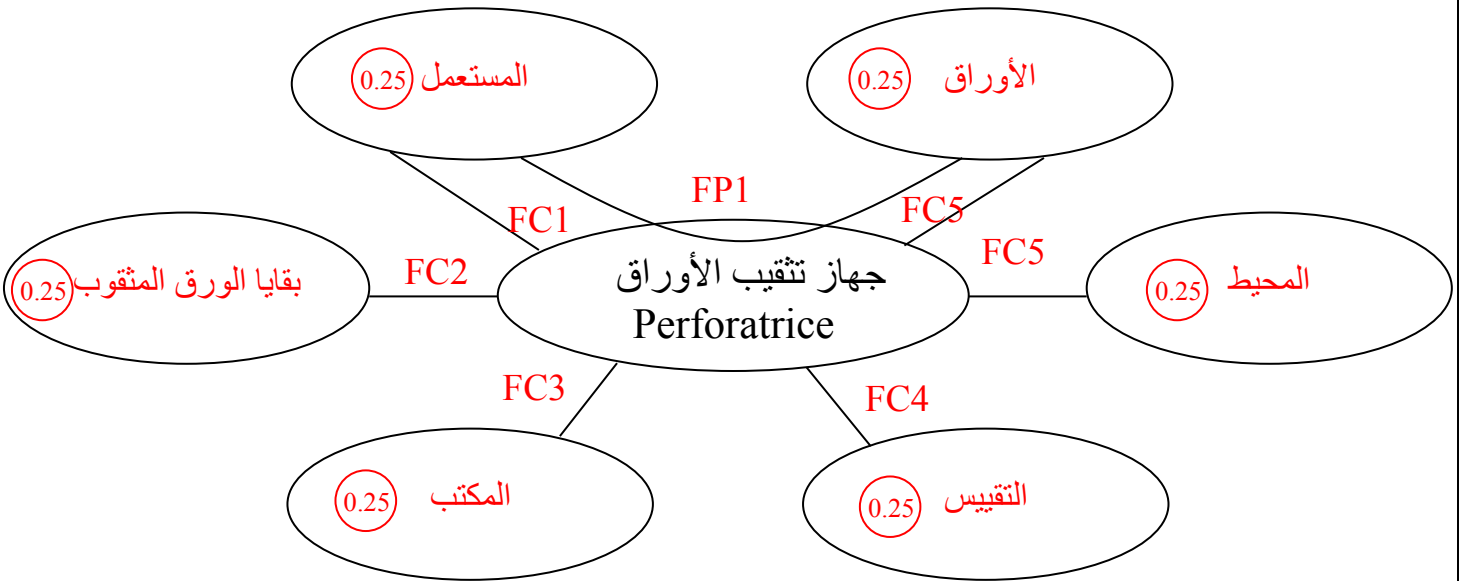 المستعمل 0.25
الأوراق 0.25
FP1
FC1
FC5
FC5
FC2
بقايا الورق المثقوب 0.25
جهاز تثقيب الأوراق
Perforatrice
المحيط 0.25
FC3
FC4
المكتب 0.25
التقييس 0.25